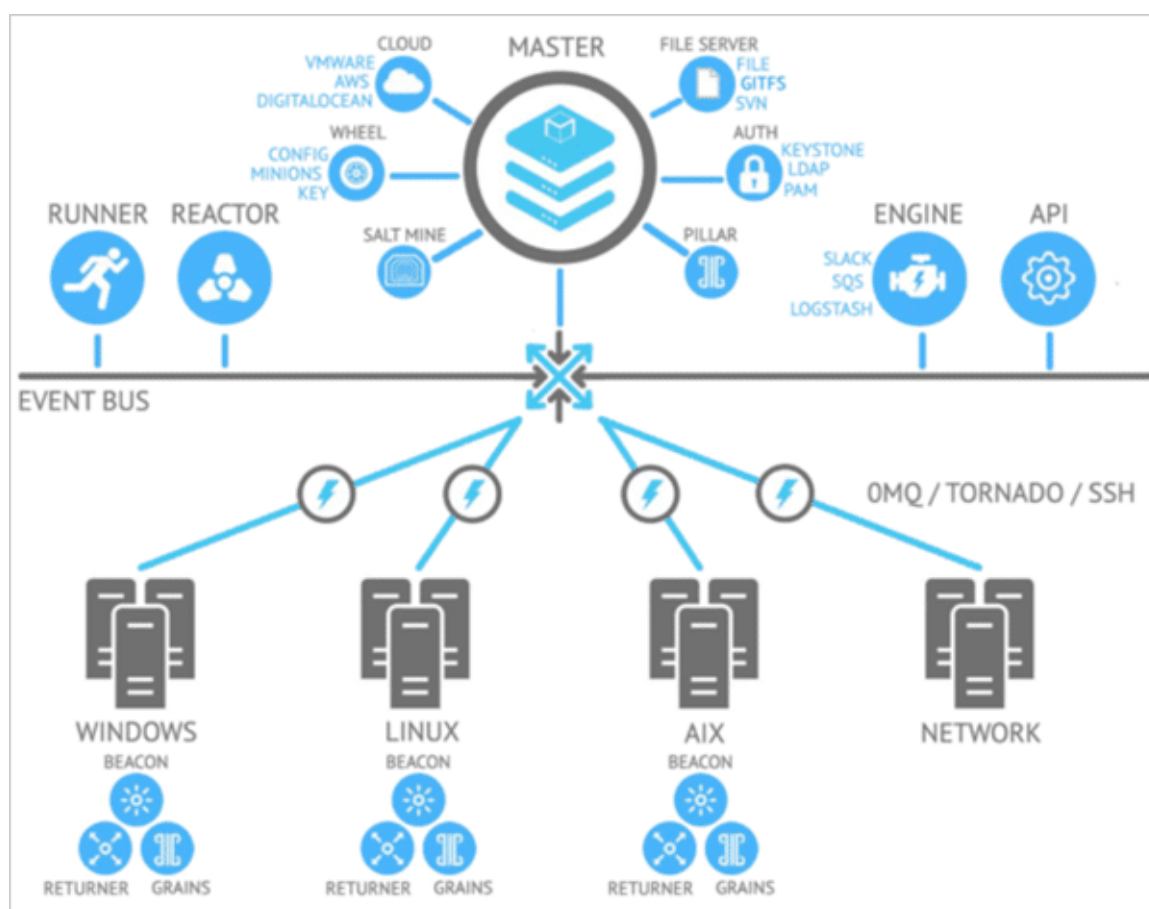 CLOUD
VMWARE
AWS
DIGITALOCEAN
MASTER
FILE SERVER
FILE
GITFS
SVN
WHEEL
CONFIG
MINIONS
KEY
AUTH
KEYSTONE
LDAP
PAM
RUNNER
REACTOR
SALT MINE
PILLAR
ENGINE
SLACK
SQS
LOGSTASH
API
EVENT BUS
0MQ / TORNADO / SSH
WINDOWS
LINUX
AIX
NETWORK
BEACON
BEACON
BEACON
RETURNER
GRAINS
RETURNER
GRAINS
RETURNER
GRAINS